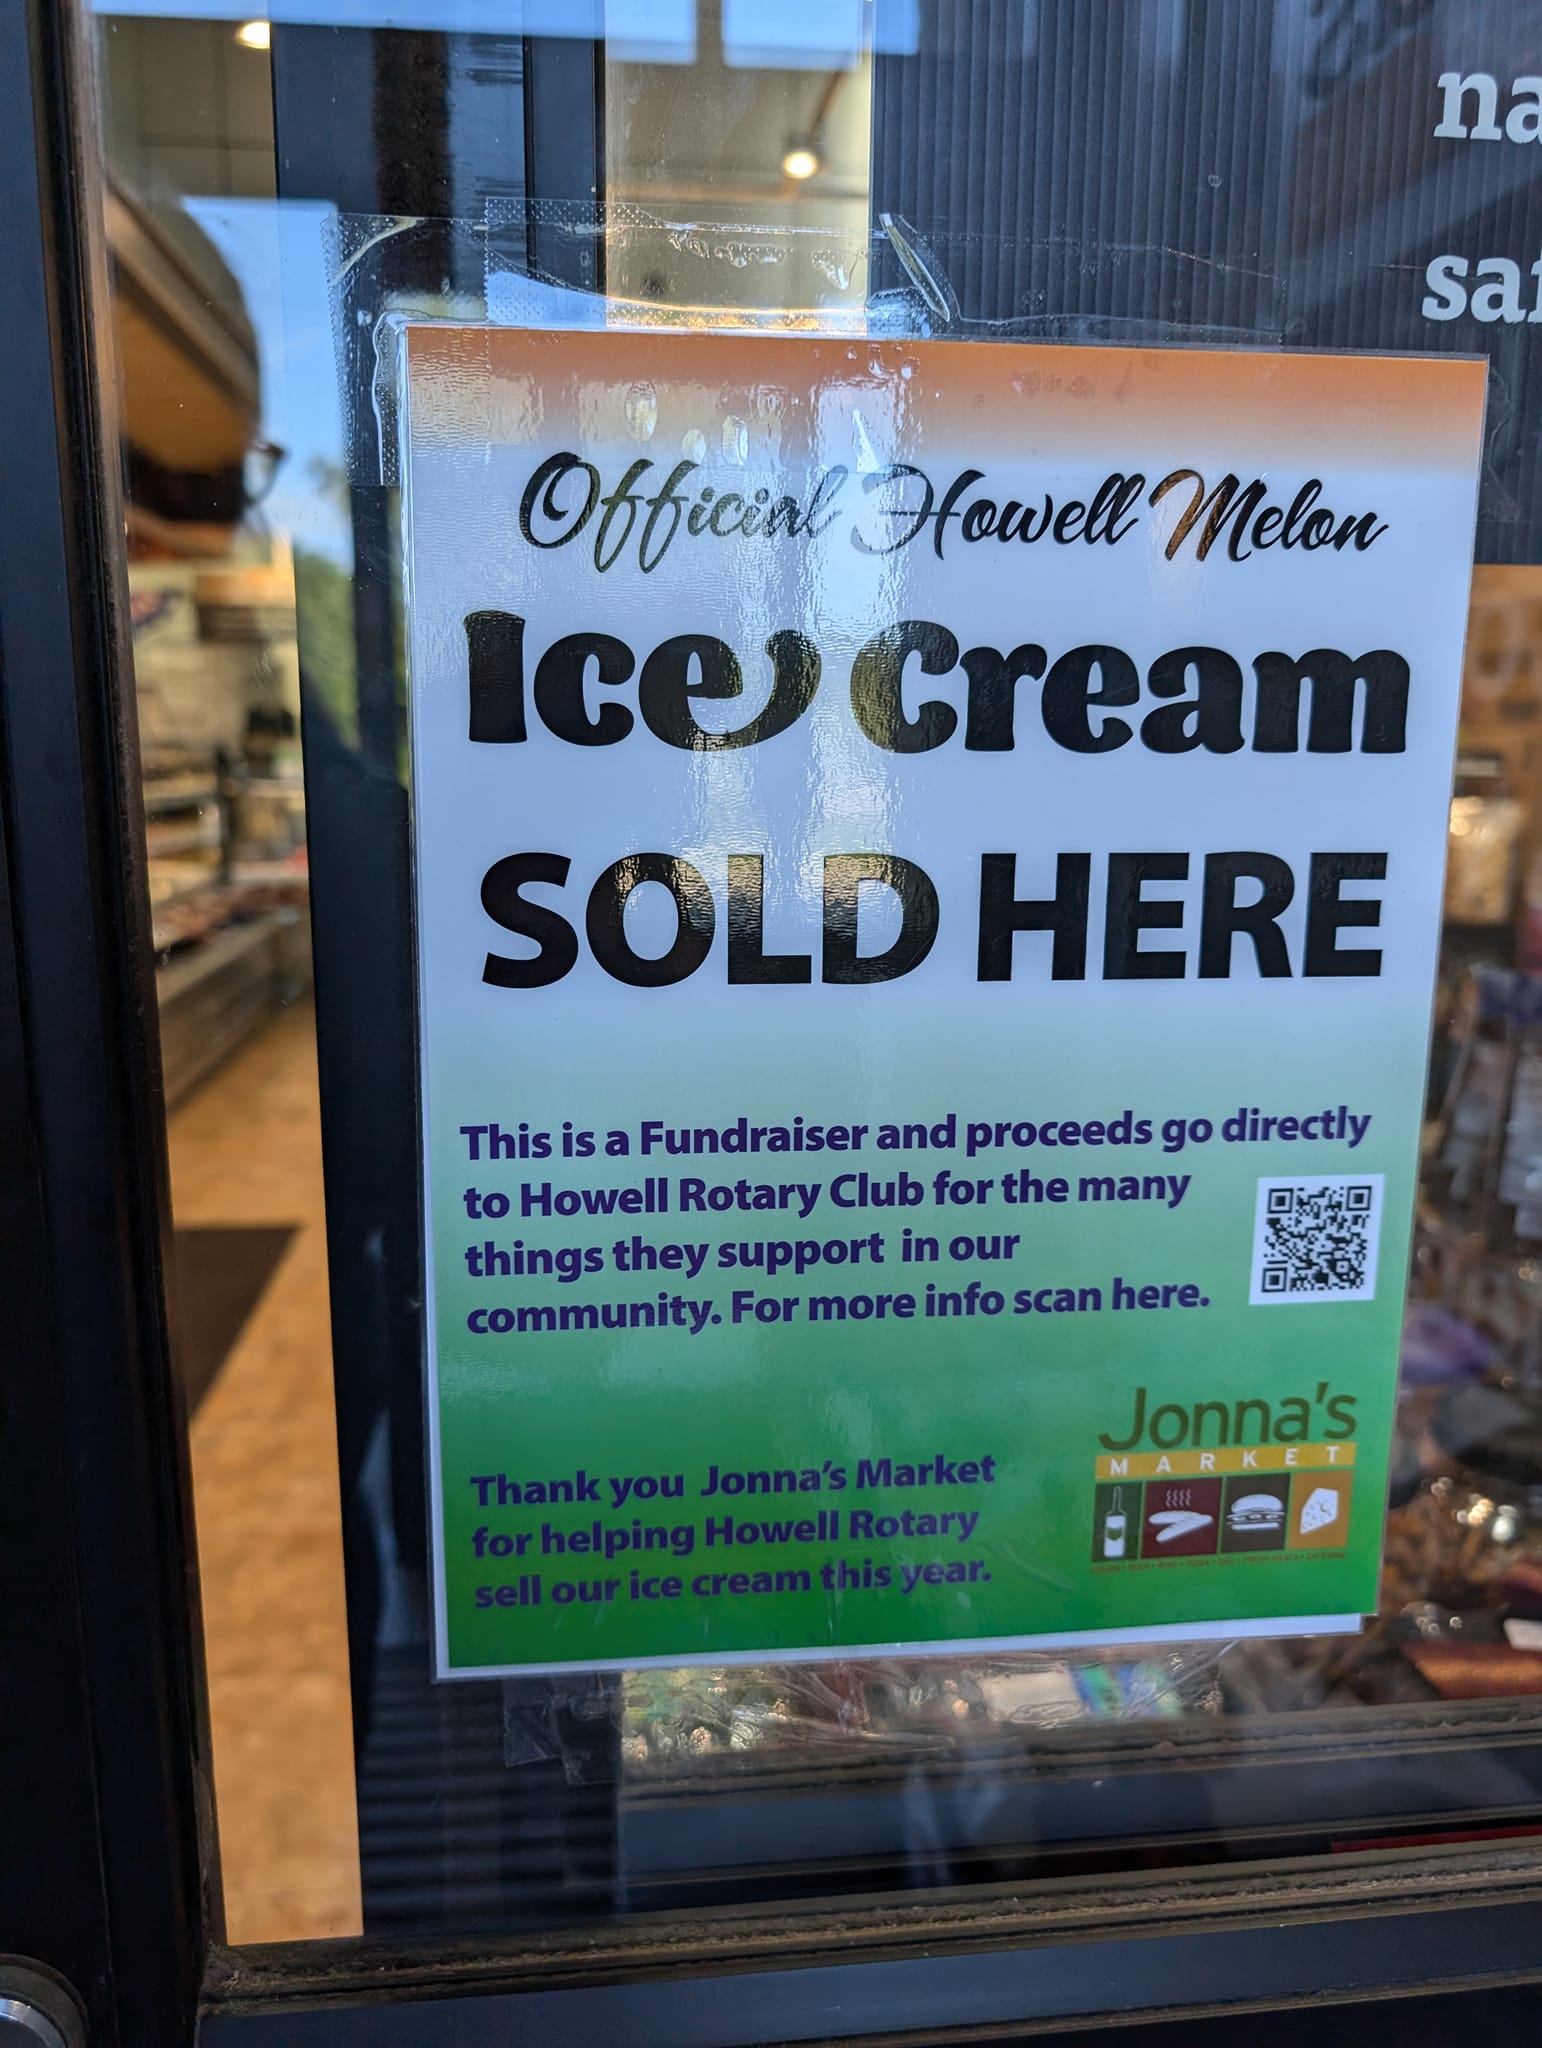 na
saf
Official Howell Melon
Ice Cream
SOLD HERE
This is a Fundraiser and proceeds go directly
to Howell Rotary Club for the many
things they support in our
community. For more info scan here.
Jonna's
MARKET
Thank you Jonna's Market
for helping Howell Rotary
sell our ice cream this year.